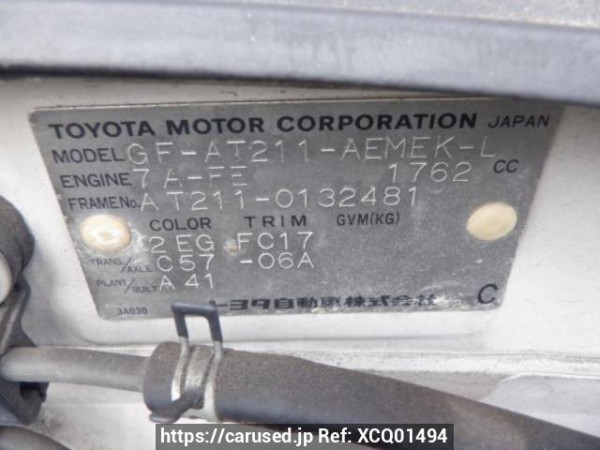 TOYOTA MOTOR CORPORATION JAPAN
MODEL GF-AT211-AEMEK-L
ENGINE 7A-FE 1762 CC
FRAME No. AT211-0132481
COLOR TRIM GVM(KG)
2EG FC17
TRANS./AXLE C57 -06A
PLANT/BUILT A41
3A030 トヨタ自動車株式会社 C
https://carused.jp Ref: XCQ01494